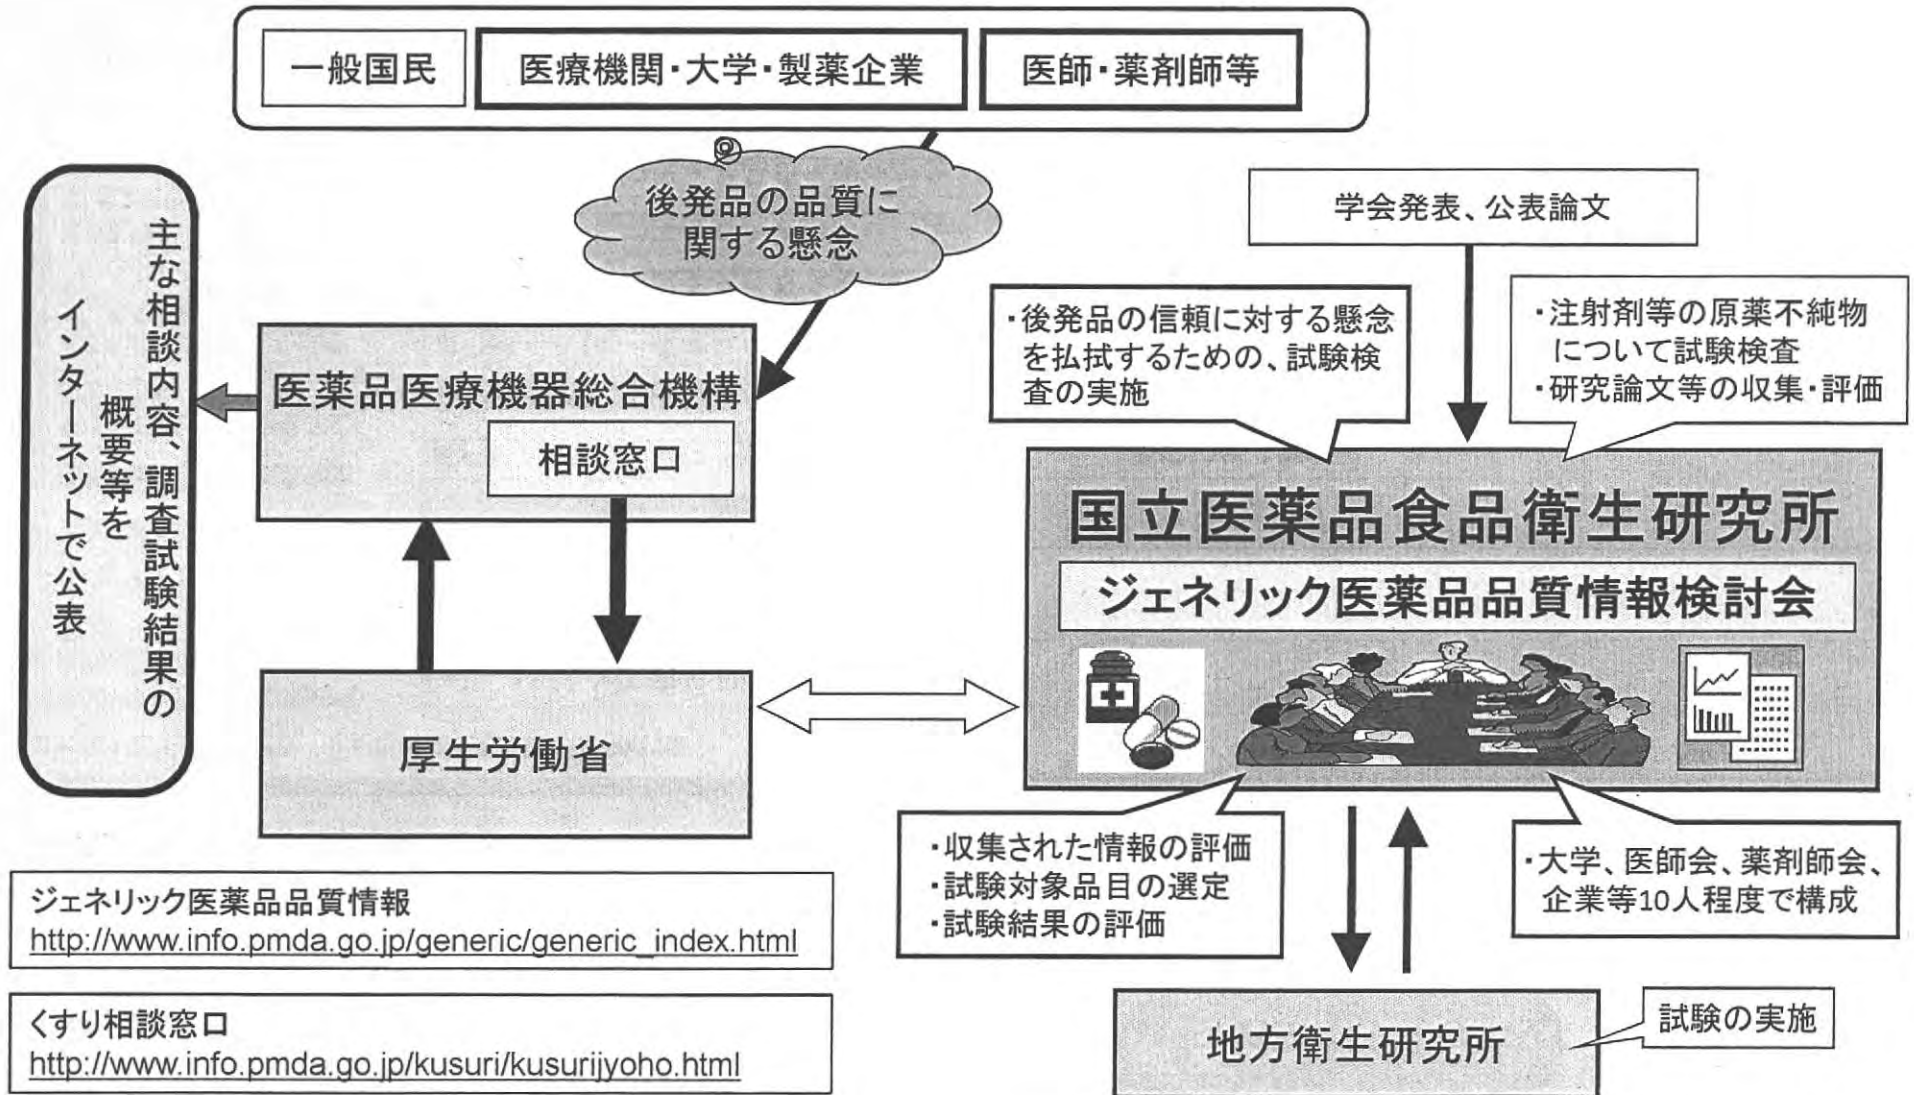 一般国民
医療機関・大学・製薬企業
医師・薬剤師等
後発品の品質に
関する懸念
学会発表、公表論文
主な相談内容、調査試験結果の
概要等を
インターネットで公表
医薬品医療機器総合機構
相談窓口
・後発品の信頼に対する懸念
を払拭するための、試験検
査の実施
・注射剤等の原薬不純物
について試験検査
・研究論文等の収集・評価
国立医薬品食品衛生研究所
ジェネリック医薬品品質情報検討会
厚生労働省
・収集された情報の評価
・試験対象品目の選定
・試験結果の評価
・大学、医師会、薬剤師会、
企業等10人程度で構成
ジェネリック医薬品品質情報
http://www.info.pmda.go.jp/generic/generic_index.html
くすり相談窓口
http://www.info.pmda.go.jp/kusuri/kusurijyoho.html
地方衛生研究所
試験の実施